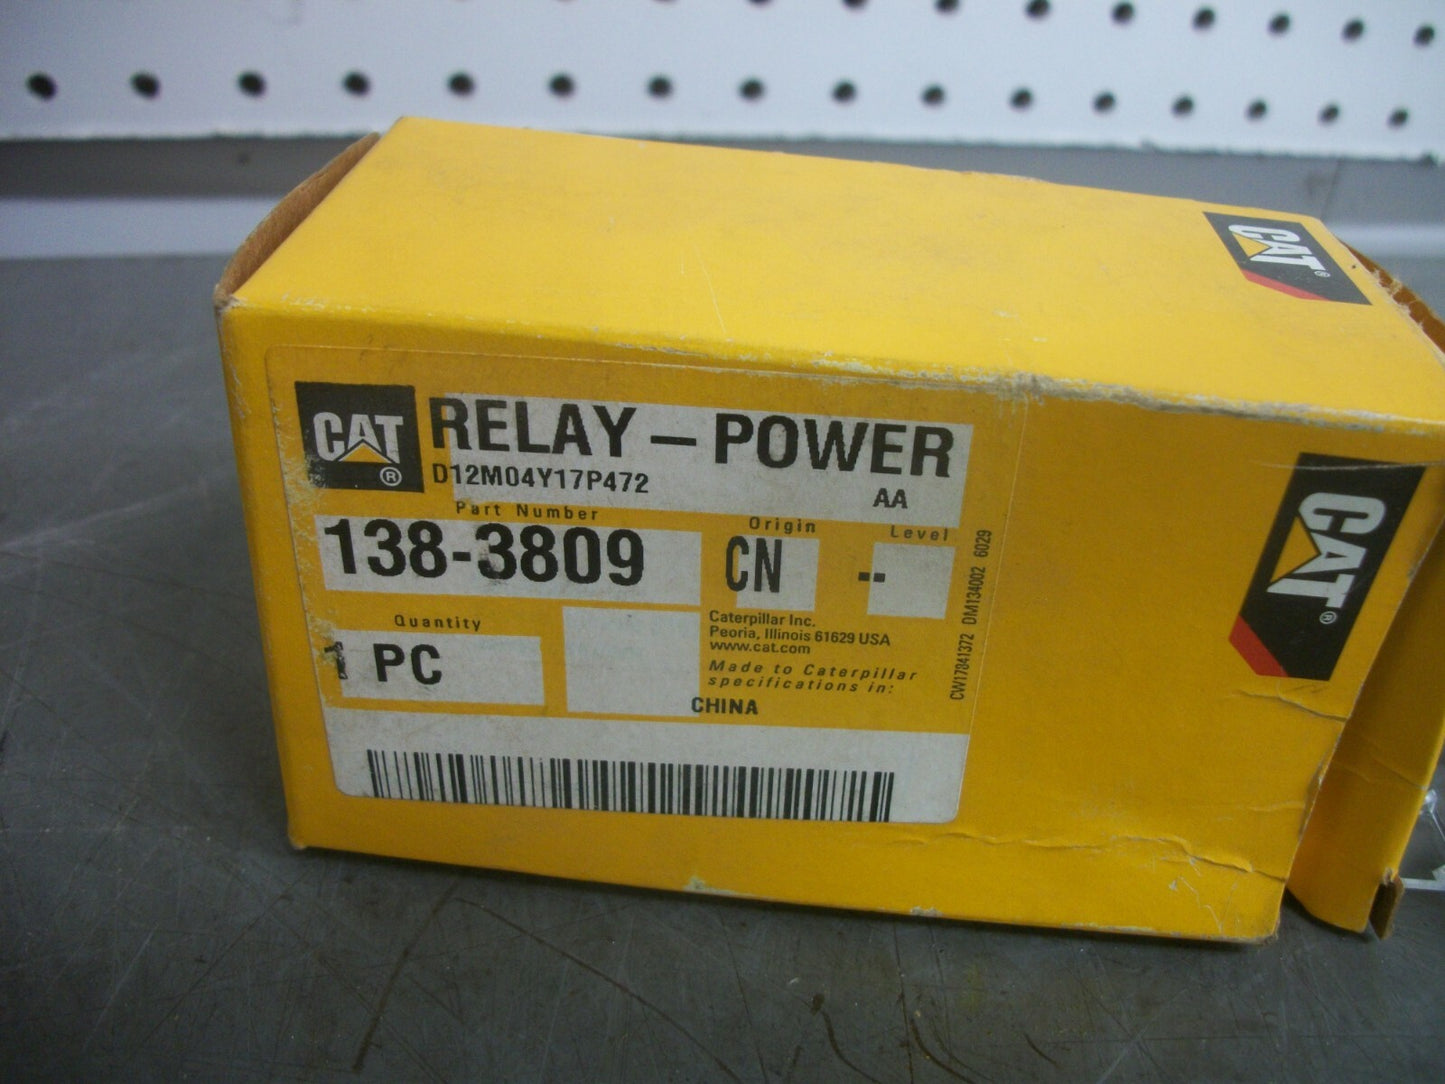 CAT®
CAT® RELAY – POWER
D12M04Y17P472 AA
Part Number Origin Level
138-3809 CN --
Quantity
1 PC
Caterpillar Inc.
Peoria, Illinois 61629 USA
www.cat.com
Made to Caterpillar
specifications in:
CHINA
CW17841372 DM134002 6029
CAT®